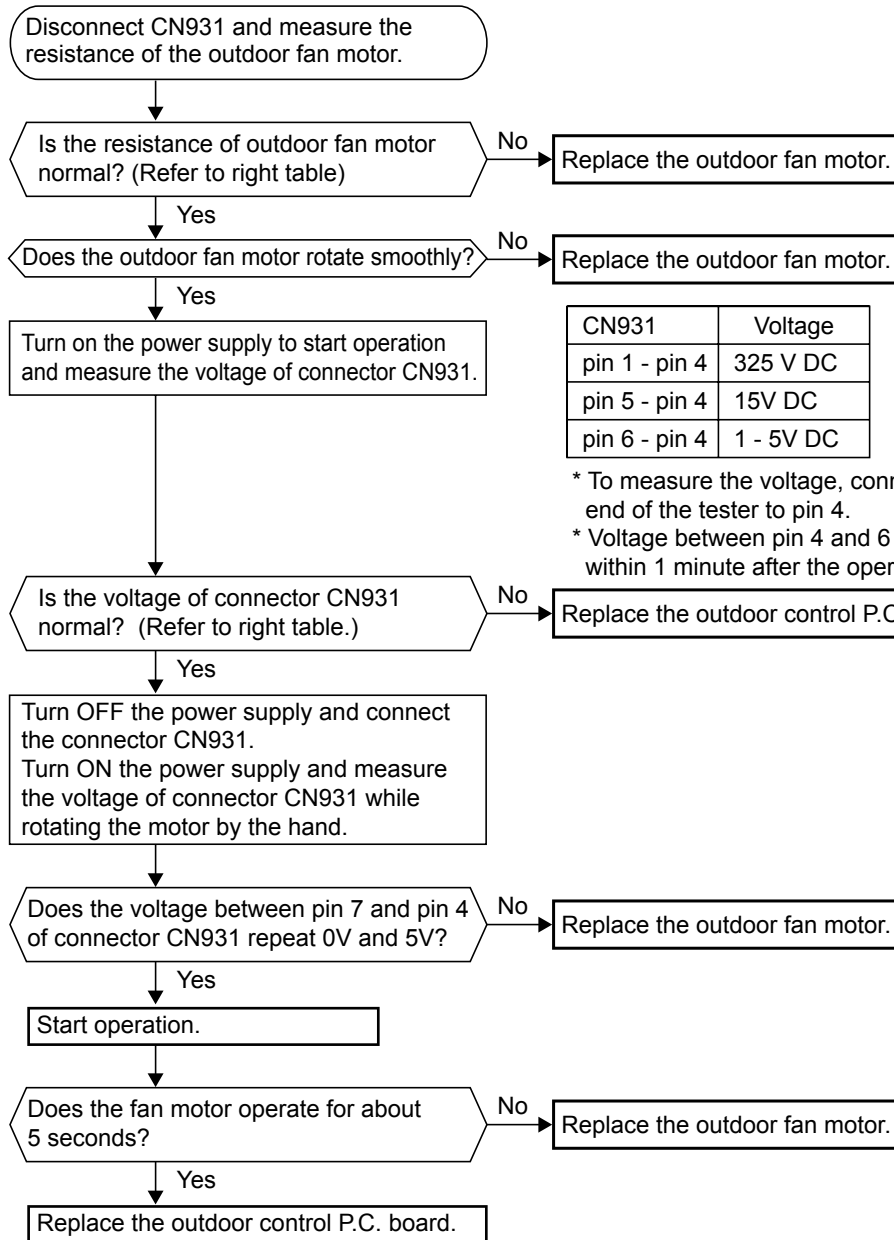 Disconnect CN931 and measure the
resistance of the outdoor fan motor.
Is the resistance of outdoor fan motor
normal? (Refer to right table)
No
Replace the outdoor fan motor.
Yes
Does the outdoor fan motor rotate smoothly?
No
Replace the outdoor fan motor.
Yes
Turn on the power supply to start operation
and measure the voltage of connector CN931.
CN931 Voltage
pin 1 - pin 4 325 V DC
pin 5 - pin 4 15V DC
pin 6 - pin 4 1 - 5V DC
* To measure the voltage,
end of the tester to pin 4.
* Voltage between pin 4 and 6
within 1 minute after the
Is the voltage of connector CN931
normal? (Refer to right table.)
No
Replace the outdoor control
Yes
Turn OFF the power supply and connect
the connector CN931.
Turn ON the power supply and measure
the voltage of connector CN931 while
rotating the motor by the hand.
Does the voltage between pin 7 and pin 4
of connector CN931 repeat 0V and 5V?
No
Replace the outdoor fan motor.
Yes
Start operation.
Does the fan motor operate for about
5 seconds?
No
Replace the outdoor fan motor.
Yes
Replace the outdoor control P.C. board.